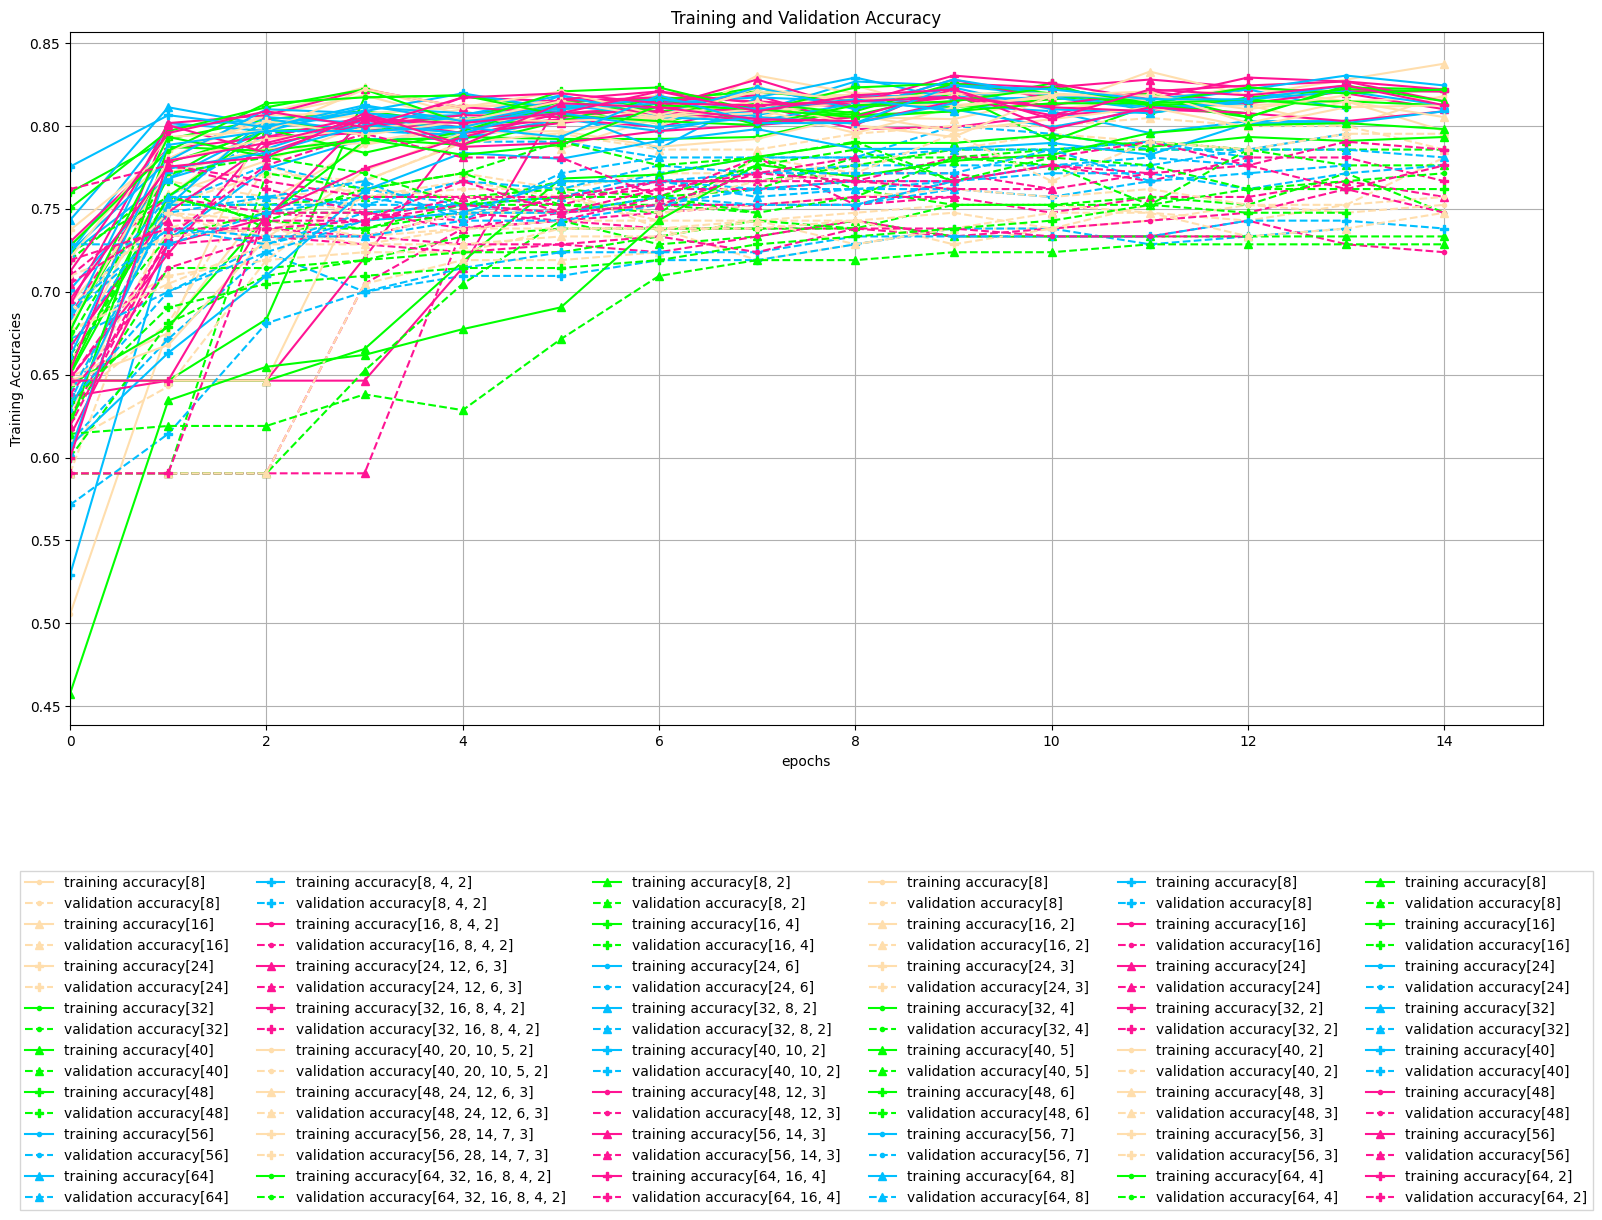 Training and Validation Accuracy
0.85
0.80
0.75
0.70
0.65
0.60
0.55
0.50
0.45
Training Accuracies
0 2 4 6 8 10 12 14
epochs
training accuracy[8]
validation accuracy[8]
training accuracy[16]
validation accuracy[16]
training accuracy[24]
validation accuracy[24]
training accuracy[32]
validation accuracy[32]
training accuracy[40]
validation accuracy[40]
training accuracy[48]
validation accuracy[48]
training accuracy[56]
validation accuracy[56]
training accuracy[64]
validation accuracy[64]
training accuracy[8, 4, 2]
validation accuracy[8, 4, 2]
training accuracy[16, 8, 4, 2]
validation accuracy[16, 8, 4, 2]
training accuracy[24, 12, 6, 3]
validation accuracy[24, 12, 6, 3]
training accuracy[32, 16, 8, 4, 2]
validation accuracy[32, 16, 8, 4, 2]
training accuracy[40, 20, 10, 5, 2]
validation accuracy[40, 20, 10, 5, 2]
training accuracy[48, 24, 12, 6, 3]
validation accuracy[48, 24, 12, 6, 3]
training accuracy[56, 28, 14, 7, 3]
validation accuracy[56, 28, 14, 7, 3]
training accuracy[64, 32, 16, 8, 4, 2]
validation accuracy[64, 32, 16, 8, 4, 2]
training accuracy[8, 2]
validation accuracy[8, 2]
training accuracy[16, 4]
validation accuracy[16, 4]
training accuracy[24, 6]
validation accuracy[24, 6]
training accuracy[32, 8, 2]
validation accuracy[32, 8, 2]
training accuracy[40, 10, 2]
validation accuracy[40, 10, 2]
training accuracy[48, 12, 3]
validation accuracy[48, 12, 3]
training accuracy[56, 14, 3]
validation accuracy[56, 14, 3]
training accuracy[64, 16, 4]
validation accuracy[64, 16, 4]
training accuracy[8]
validation accuracy[8]
training accuracy[16, 2]
validation accuracy[16, 2]
training accuracy[24, 3]
validation accuracy[24, 3]
training accuracy[32, 4]
validation accuracy[32, 4]
training accuracy[40, 5]
validation accuracy[40, 5]
training accuracy[48, 6]
validation accuracy[48, 6]
training accuracy[56, 7]
validation accuracy[56, 7]
training accuracy[64, 8]
validation accuracy[64, 8]
training accuracy[8]
validation accuracy[8]
training accuracy[16]
validation accuracy[16]
training accuracy[24]
validation accuracy[24]
training accuracy[32, 2]
validation accuracy[32, 2]
training accuracy[40, 2]
validation accuracy[40, 2]
training accuracy[48, 3]
validation accuracy[48, 3]
training accuracy[56, 3]
validation accuracy[56, 3]
training accuracy[64, 4]
validation accuracy[64, 4]
training accuracy[8]
validation accuracy[8]
training accuracy[16]
validation accuracy[16]
training accuracy[24]
validation accuracy[24]
training accuracy[32]
validation accuracy[32]
training accuracy[40]
validation accuracy[40]
training accuracy[48]
validation accuracy[48]
training accuracy[56]
validation accuracy[56]
training accuracy[64, 2]
validation accuracy[64, 2]